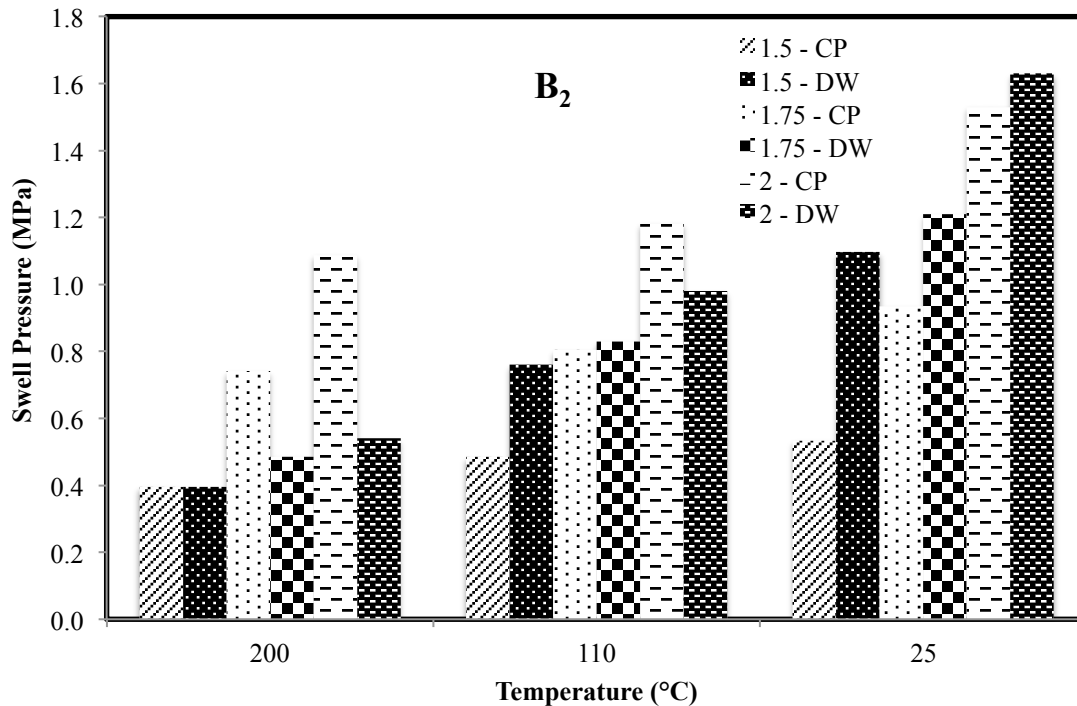 1.8
1.6
1.4
1.2
1.0
0.8
0.6
0.4
0.2
0.0
Swell Pressure (MPa)
B₂
1.5 - CP
1.5 - DW
1.75 - CP
1.75 - DW
2 - CP
2 - DW
200
110
25
Temperature (°C)